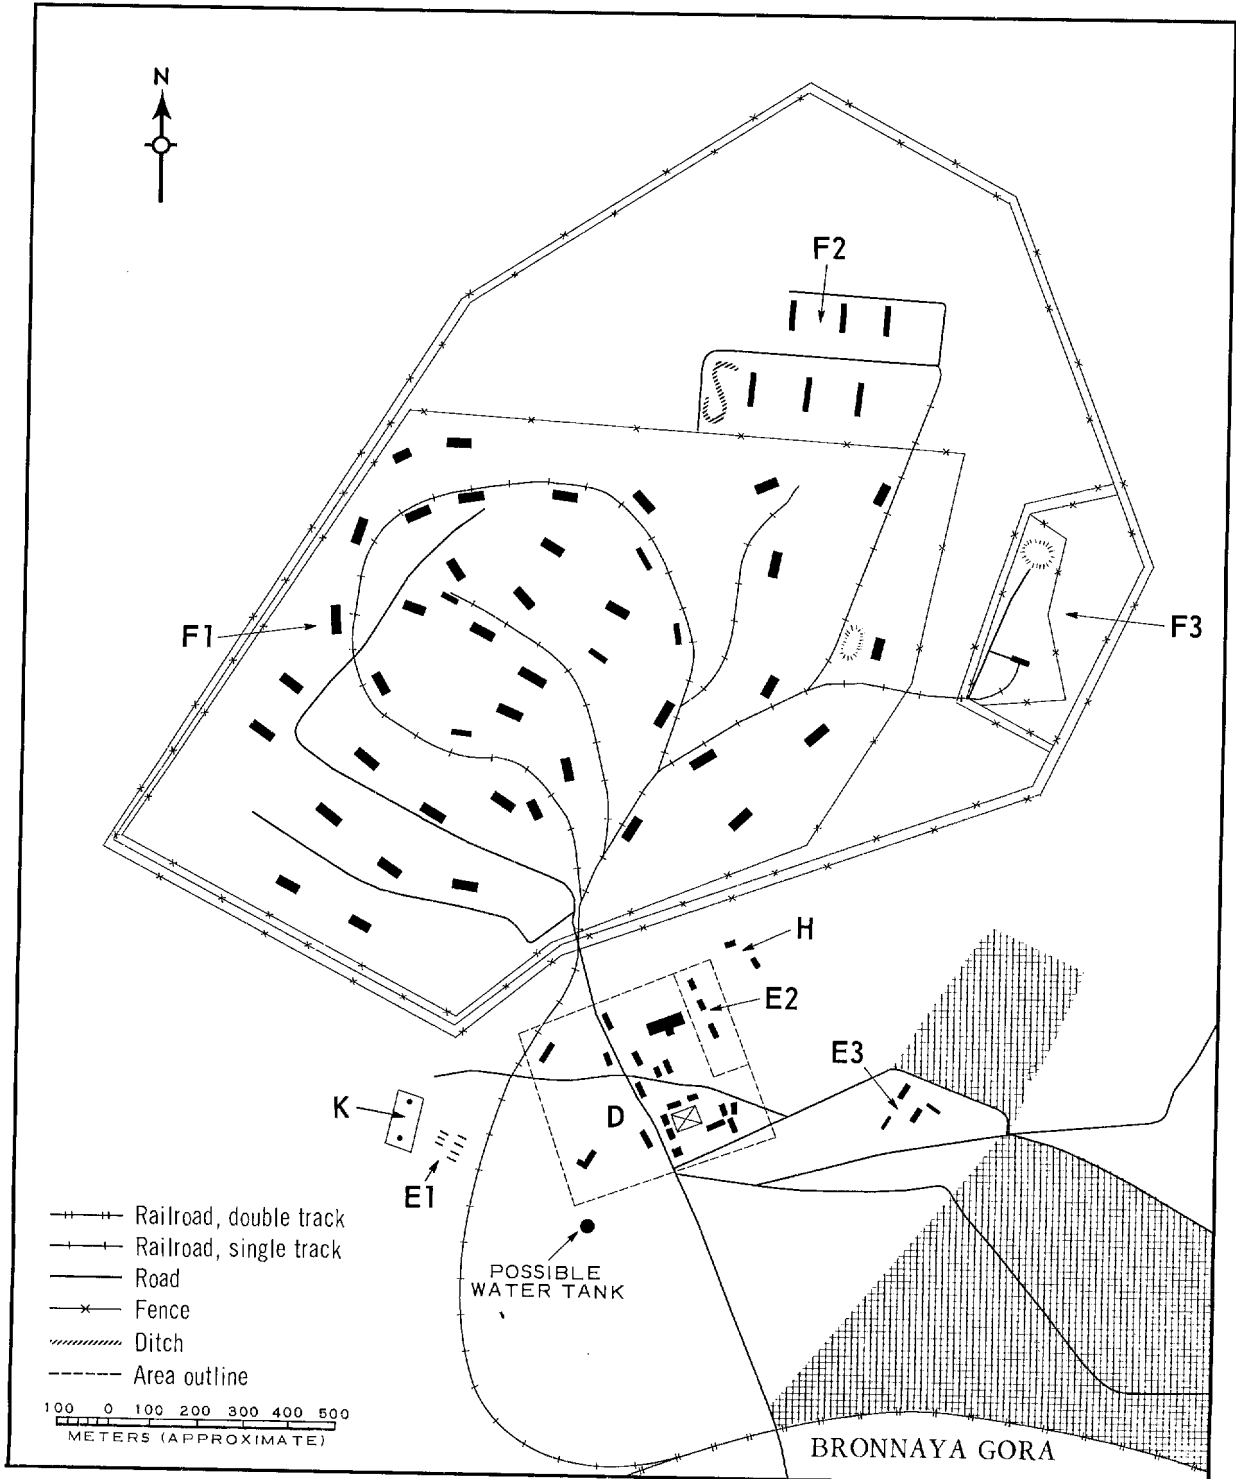 N
F2
F1
F3
H
E2
E3
K
D
E1
POSSIBLE
WATER TANK
Railroad, double track
Railroad, single track
Road
Fence
Ditch
Area outline
100 0 100 200 300 400 500
METERS (APPROXIMATE)
BRONNAYA GORA